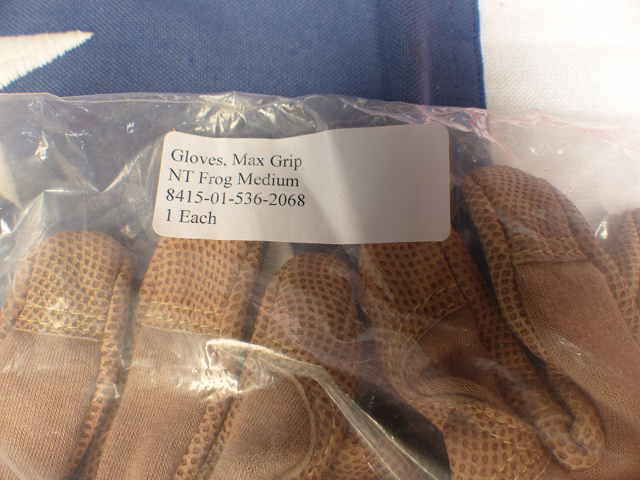 Gloves, Max Grip
NT Frog Medium
8415-01-536-2068
1 Each